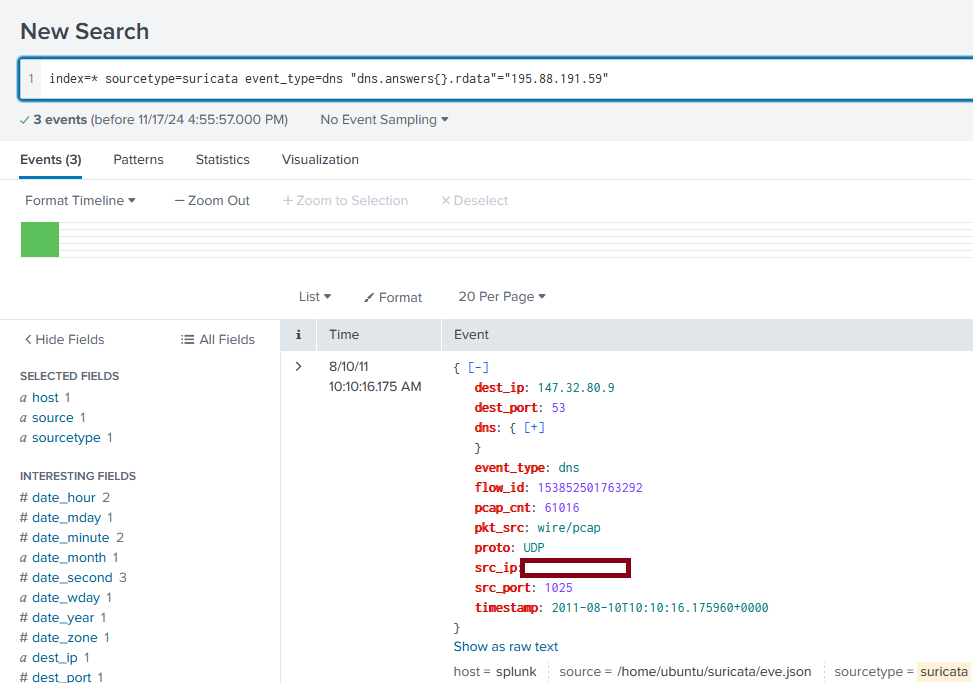 New Search
1 index=* sourcetype=suricata event_type=dns "dns.answers{}.rdata"="195.88.191.59"
✓ 3 events (before 11/17/24 4:55:57.000 PM) No Event Sampling ▾
Events (3) Patterns Statistics Visualization
Format Timeline ▾ − Zoom Out + Zoom to Selection × Deselect
List ▾ Format 20 Per Page ▾
< Hide Fields All Fields
i Time Event
SELECTED FIELDS
a host 1
a source 1
a sourcetype 1
INTERESTING FIELDS
# date_hour 2
# date_mday 1
# date_minute 2
a date_month 1
# date_second 3
a date_wday 1
# date_year 1
# date_zone 1
a dest_ip 1
# dest_port 1
> 8/10/11
10:10:16.175 AM
{ [-]
dest_ip: 147.32.80.9
dest_port: 53
dns: { [+]
}
event_type: dns
flow_id: 153852501763292
pcap_cnt: 61016
pkt_src: wire/pcap
proto: UDP
src_ip:
src_port: 1025
timestamp: 2011-08-10T10:10:16.175960+0000
}
Show as raw text
host = splunk source = /home/ubuntu/suricata/eve.json sourcetype = suricata